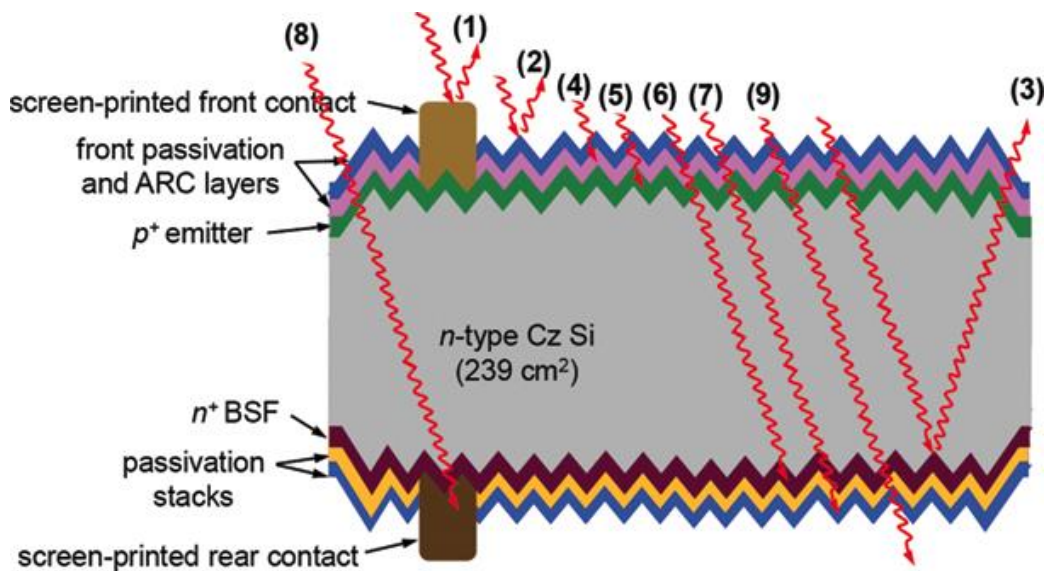 (8)
(1)
(2)
(4)
(5)
(6)
(7)
(9)
(3)
screen-printed front contact
front passivation
and ARC layers
p+ emitter
n-type Cz Si
(239 cm²)
n+ BSF
passivation
stacks
screen-printed rear contact